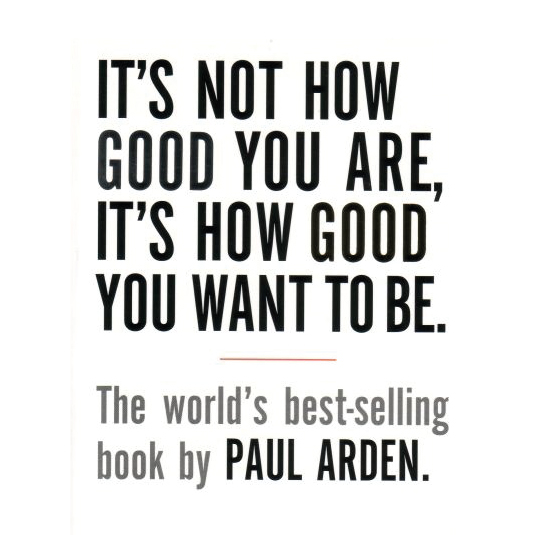 IT'S NOT HOW
GOOD YOU ARE,
IT'S HOW GOOD
YOU WANT TO BE.
The world's best-selling
book by PAUL ARDEN.